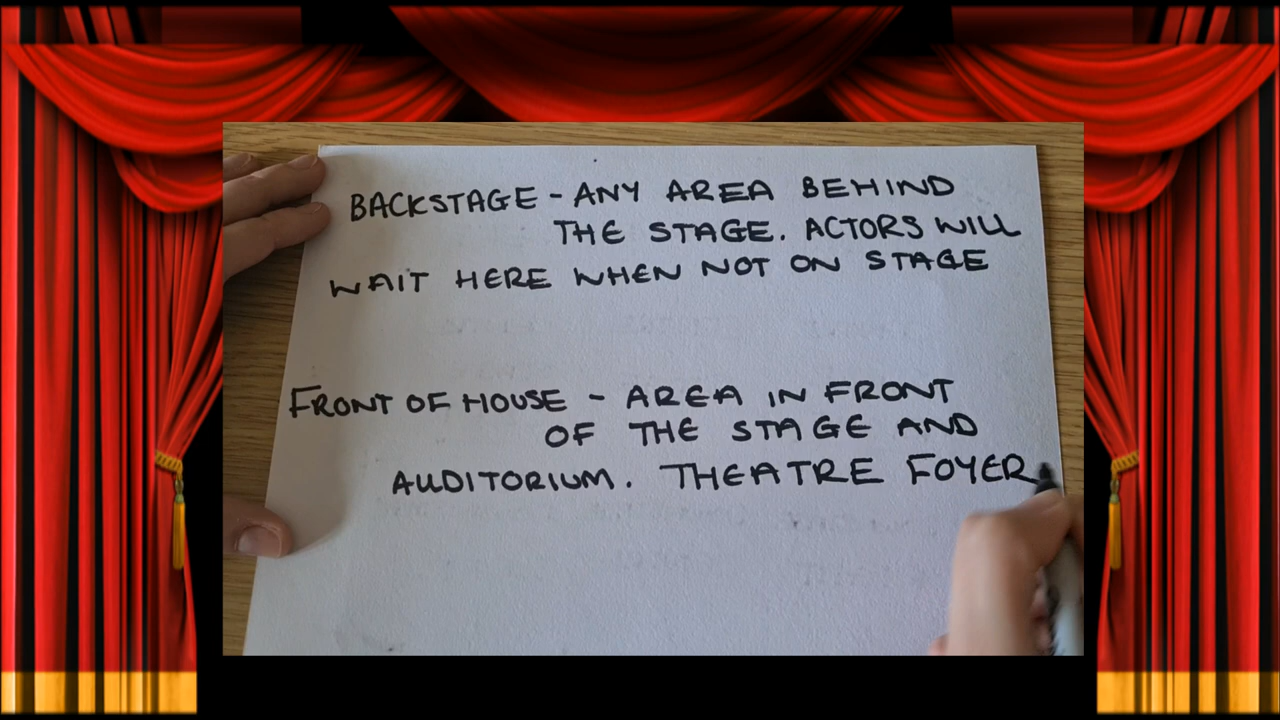 BACKSTAGE - ANY AREA BEHIND
THE STAGE. ACTORS WILL
WAIT HERE WHEN NOT ON STAGE
FRONT OF HOUSE - AREA IN FRONT
OF THE STAGE AND
AUDITORIUM. THEATRE FOYER